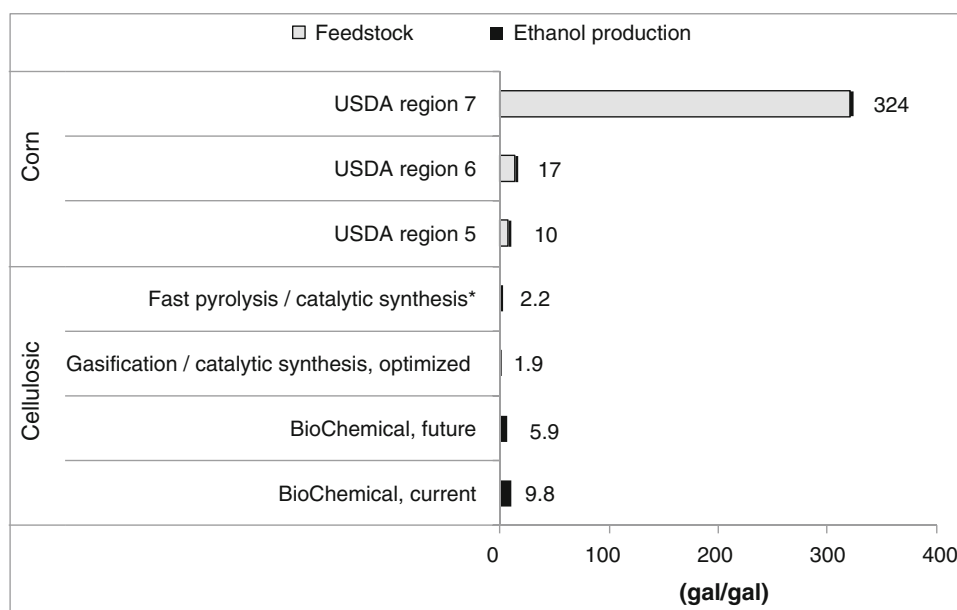 Feedstock Ethanol production
Corn
USDA region 7 324
USDA region 6 17
USDA region 5 10
Cellulosic
Fast pyrolysis / catalytic synthesis* 2.2
Gasification / catalytic synthesis, optimized 1.9
BioChemical, future 5.9
BioChemical, current 9.8
0 100 200 300 400
(gal/gal)